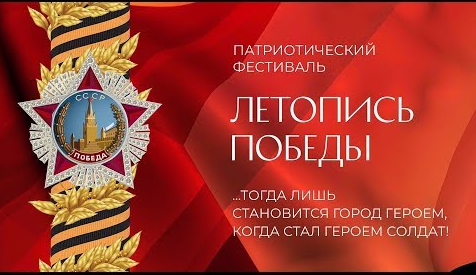 ПАТРИОТИЧЕСКИЙ
ФЕСТИВАЛЬ
ЛЕТОПИСЬ
ПОБЕДЫ
...ТОГДА ЛИШЬ
СТАНОВИТСЯ ГОРОД ГЕРОЕМ,
КОГДА СТАЛ ГЕРОЕМ СОЛДАТ!
СССР
ПОБЕДА